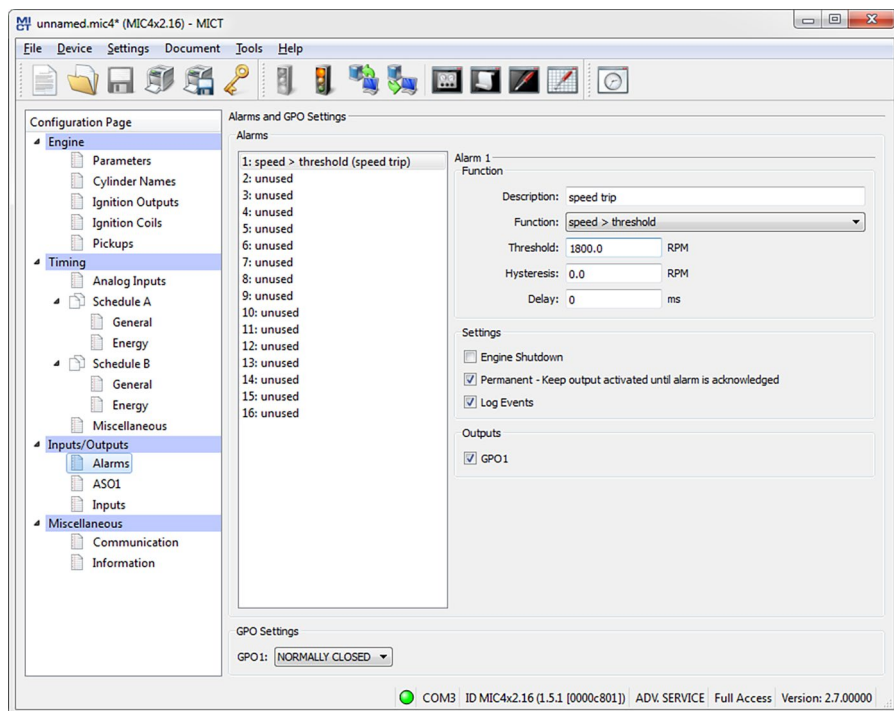 MICT unnamed.mic4* (MIC4x2.16) - MICT
File Device Settings Document Tools Help
Configuration Page
Engine
Parameters
Cylinder Names
Ignition Outputs
Ignition Coils
Pickups
Timing
Analog Inputs
Schedule A
General
Energy
Schedule B
General
Energy
Miscellaneous
Inputs/Outputs
Alarms
ASO1
Inputs
Miscellaneous
Communication
Information
Alarms and GPO Settings
Alarms
1: speed > threshold (speed trip)
2: unused
3: unused
4: unused
5: unused
6: unused
7: unused
8: unused
9: unused
10: unused
11: unused
12: unused
13: unused
14: unused
15: unused
16: unused
Alarm 1
Function
Description: speed trip
Function: speed > threshold
Threshold: 1800.0 RPM
Hysteresis: 0.0 RPM
Delay: 0 ms
Settings
Engine Shutdown
Permanent - Keep output activated until alarm is acknowledged
Log Events
Outputs
GPO1
GPO Settings
GPO1: NORMALLY CLOSED
COM3 ID MIC4x2.16 (1.5.1 [0000c801]) ADV. SERVICE Full Access Version: 2.7.00000